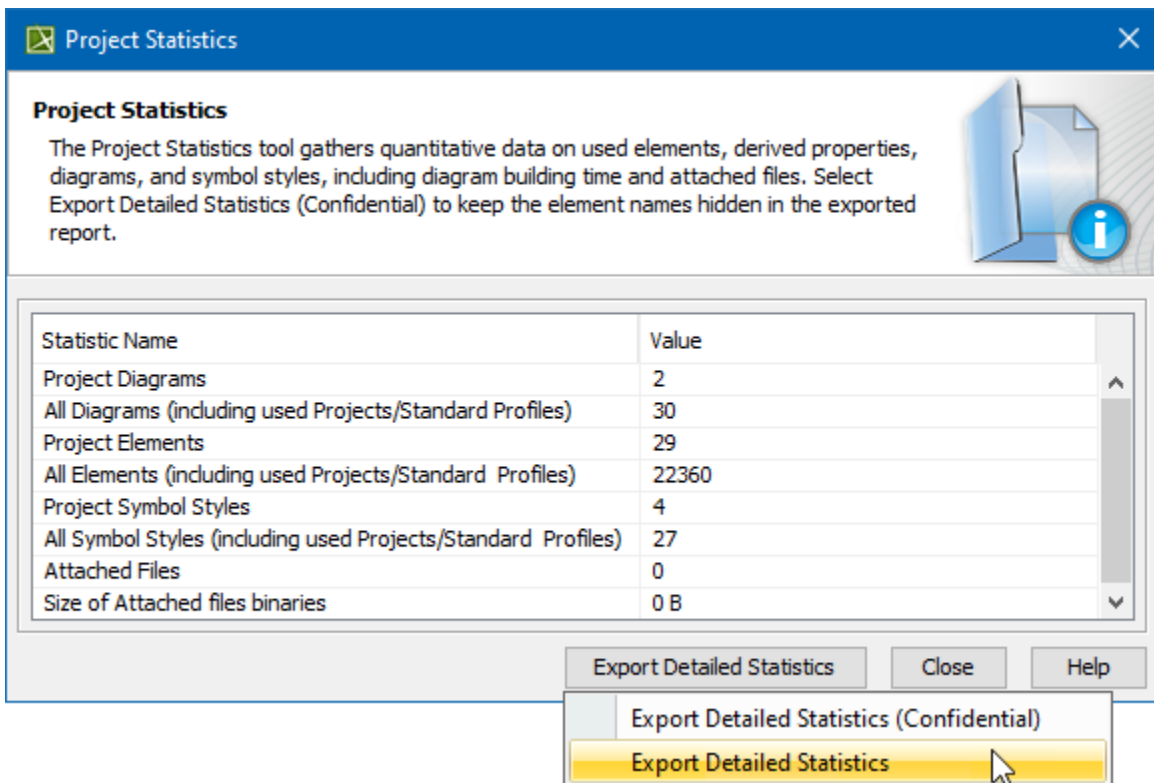 Project Statistics
Project Statistics
The Project Statistics tool gathers quantitative data on used elements, derived properties,
diagrams, and symbol styles, including diagram building time and attached files. Select
Export Detailed Statistics (Confidential) to keep the element names hidden in the exported
report.
Statistic Name Value
Project Diagrams 2
All Diagrams (including used Projects/Standard Profiles) 30
Project Elements 29
All Elements (including used Projects/Standard  Profiles) 22360
Project Symbol Styles 4
All Symbol Styles (including used Projects/Standard  Profiles) 27
Attached Files 0
Size of Attached files binaries 0 B
Export Detailed Statistics Close Help
Export Detailed Statistics (Confidential)
Export Detailed Statistics